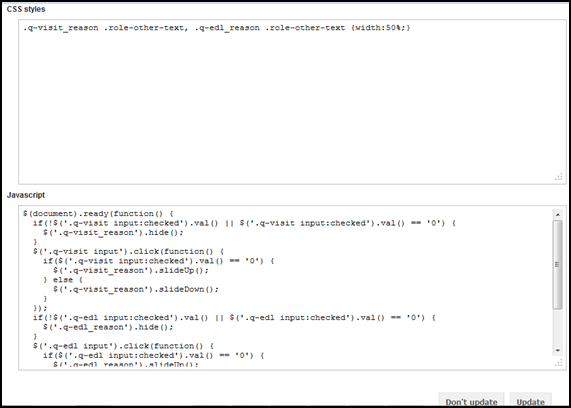 CSS styles
.q-visit_reason .role-other-text, .q-edl_reason .role-other-text {width:50%;}
Javascript
$(document).ready(function() {
  if(!$('.q-visit input:checked').val() || $('.q-visit input:checked').val() == '0') {
    $('.q-visit_reason').hide();
  }
  $('.q-visit input').click(function() {
    if($('.q-visit input:checked').val() == '0') {
      $('.q-visit_reason').slideUp();
    } else {
      $('.q-visit_reason').slideDown();
    }
  });
  if(!$('.q-edl input:checked').val() || $('.q-edl input:checked').val() == '0') {
    $('.q-edl_reason').hide();
  }
  $('.q-edl input').click(function() {
    if($('.q-edl input:checked').val() == '0') {
      $('.q-edl_reason').slideUp();
Don't update Update